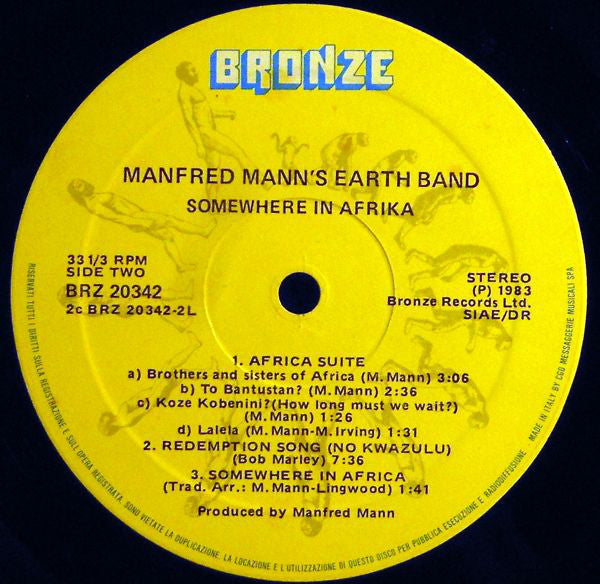 BRONZE
MANFRED MANN'S EARTH BAND
SOMEWHERE IN AFRIKA
33 1/3 RPM
SIDE TWO
BRZ 20342
2c BRZ 20342-2L
STEREO
(P) 1983
Bronze Records Ltd.
SIAE/DR
1. AFRICA SUITE
a) Brothers and sisters of Africa (M. Mann) 3:06
b) To Bantustan? (M. Mann) 2:36
c) Koze Kobenini?(How long must we wait?)
(M. Mann) 1:26
d) Lalela (M. Mann-M. Irving) 1:31
2. REDEMPTION SONG (NO KWAZULU)
(Bob Marley) 7:36
3. SOMEWHERE IN AFRICA
(Trad. Arr.: M. Mann-Lingwood) 1:41
Produced by Manfred Mann
RISERVATI TUTTI I DIRITTI SULLA REGISTRAZIONE E SULL'OPERA REGISTRATA. SONO VIETATE LA DUPLICAZIONE, LA LOCAZIONE E L'UTILIZZAZIONE DI QUESTO DISCO PER PUBBLICA ESECUZIONE E RADIODIFFUSIONE
MADE IN ITALY BY CGD MESSAGGERIE MUSICALI SPA